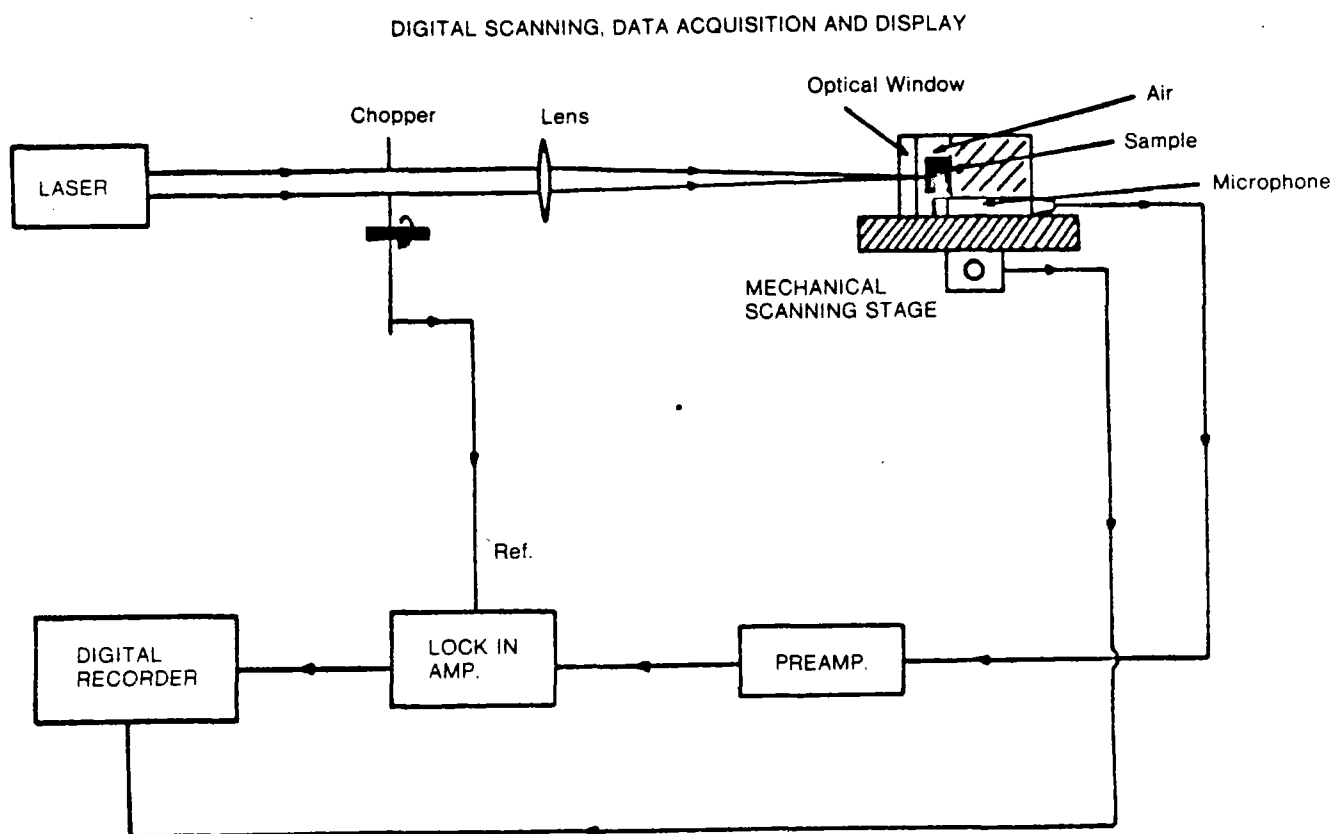 DIGITAL SCANNING, DATA ACQUISITION AND DISPLAY
Optical Window
Air
Chopper
Lens
Sample
LASER
Microphone
MECHANICAL
SCANNING STAGE
Ref.
DIGITAL
RECORDER
LOCK IN
AMP.
PREAMP.